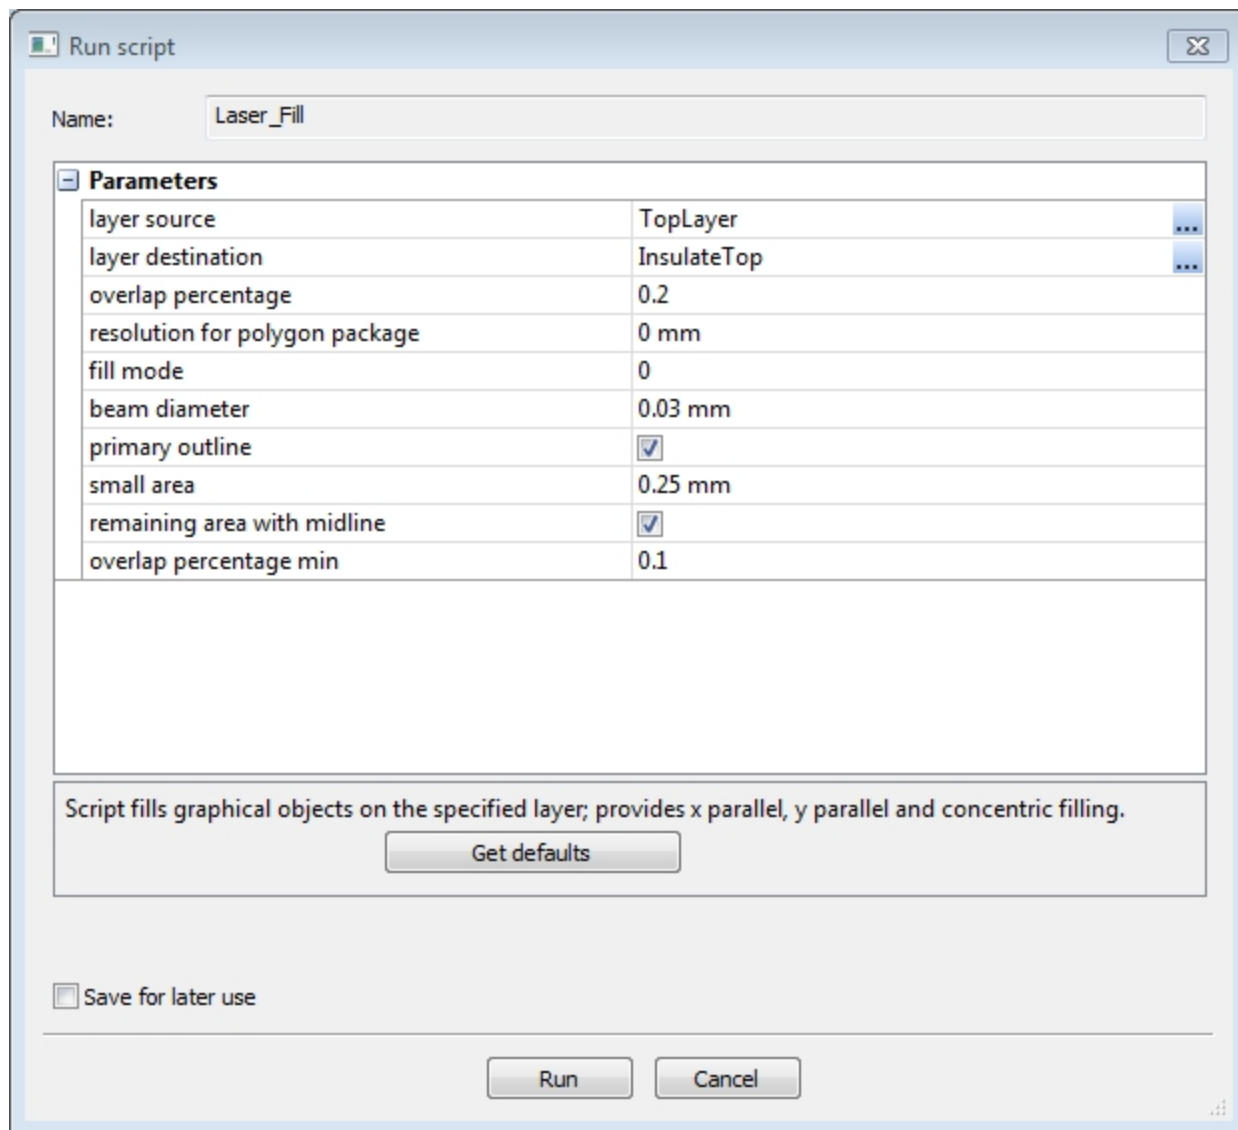 Run script
Name: Laser_Fill
Parameters
layer source TopLayer ...
layer destination InsulateTop ...
overlap percentage 0.2
resolution for polygon package 0 mm
fill mode 0
beam diameter 0.03 mm
primary outline
small area 0.25 mm
remaining area with midline
overlap percentage min 0.1
Script fills graphical objects on the specified layer; provides x parallel, y parallel and concentric filling.
Get defaults
Save for later use
Run Cancel